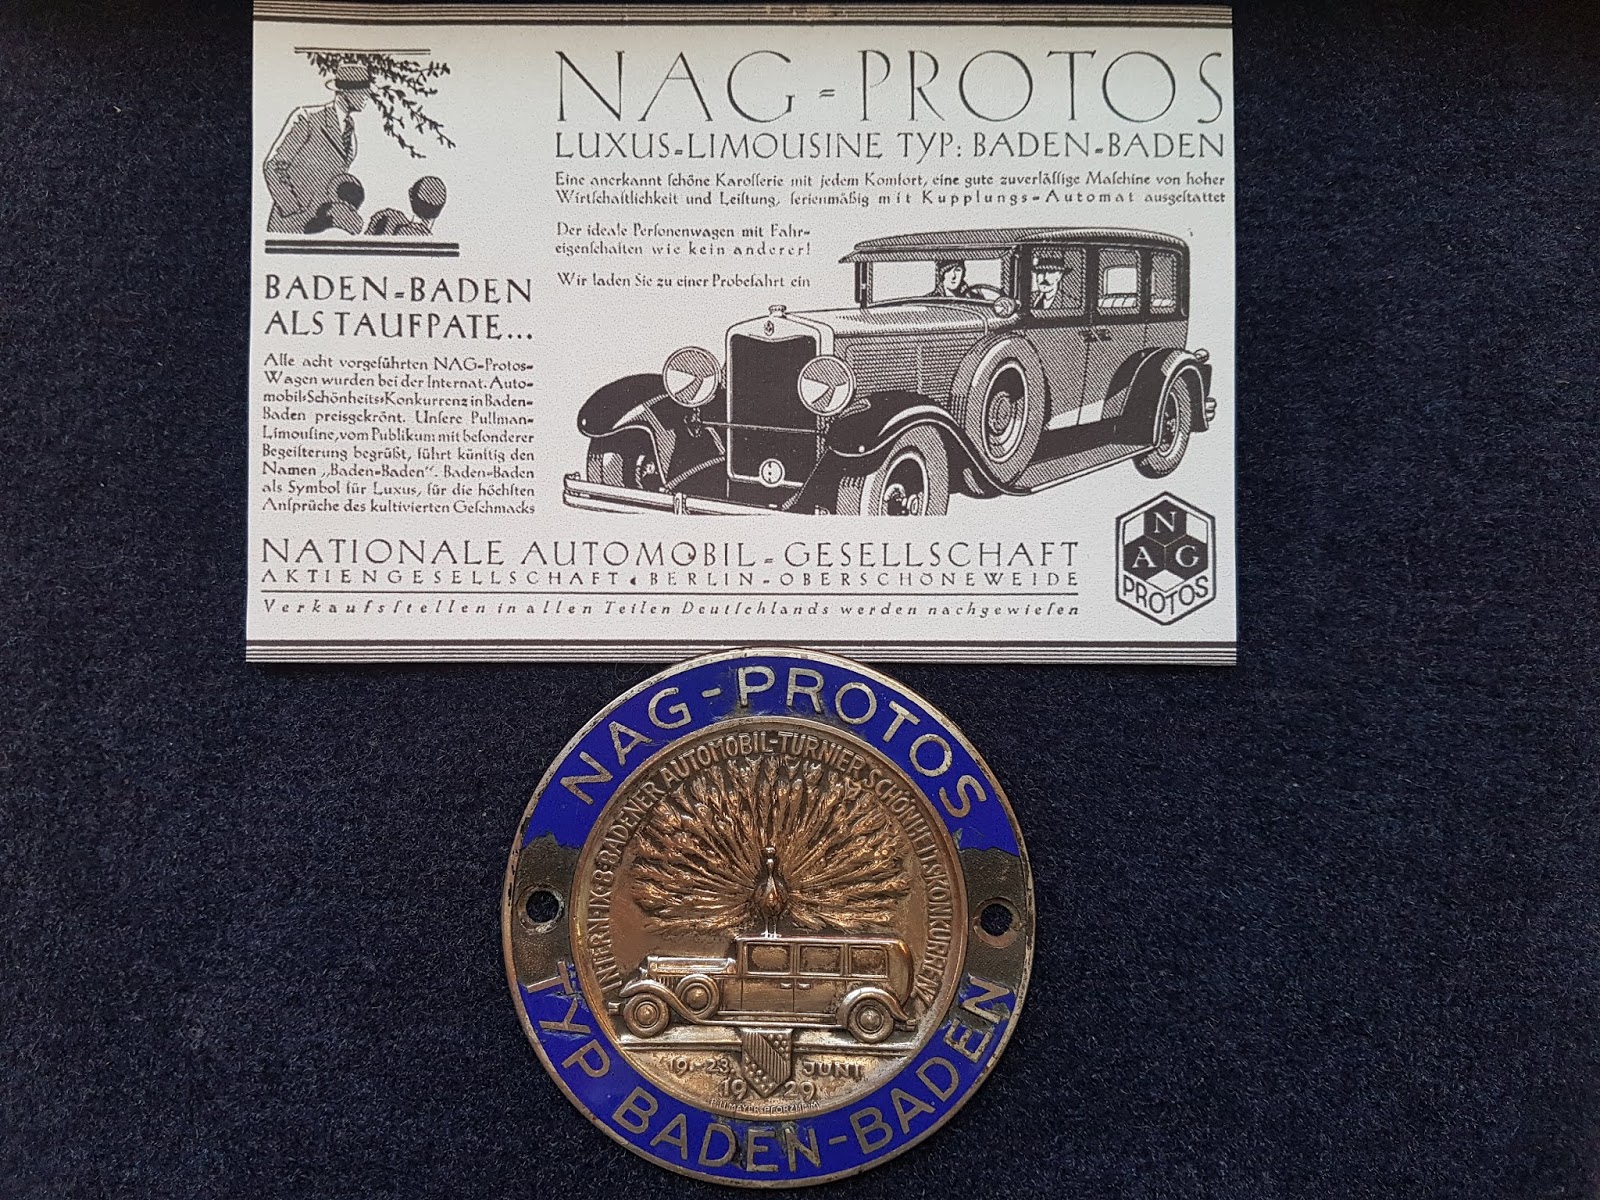 NAG-PROTOS
LUXUS-LIMOUSINE TYP: BADEN-BADEN
Eine anerkannt ſchöne Karoſſerie mit jedem Komfort, eine gute zuverläſſige Maſchine von hoher
Wirtſchaftlichkeit und Leiſtung, ſerienmäßig mit Kupplungs-Automat ausgeſtattet
Der ideale Perſonenwagen mit Fahr-
eigenſchaften wie kein anderer!
Wir laden Sie zu einer Probefahrt ein
BADEN-BADEN
ALS TAUFPATE...
Alle acht vorgeführten NAG-Protos-
Wagen wurden bei der Internat. Auto-
mobil-Schönheits-Konkurrenz in Baden-
Baden preisgekrönt. Unſere Pullman-
Limouſine, vom Publikum mit beſonderer
Begeiſterung begrüßt, führt künftig den
Namen „Baden-Baden“. Baden-Baden
als Symbol für Luxus, für die höchſten
Anſprüche des kultivierten Geſchmacks
N
A G
PROTOS
NATIONALE AUTOMOBIL-GESELLSCHAFT
AKTIENGESELLSCHAFT • BERLIN-OBERSCHÖNEWEIDE
Verkaufsſtellen in allen Teilen Deutſchlands werden nachgewieſen
NAG-PROTOS
B-BADENER AUTOMOBIL-TURNIER SCHÖNHEITSKONKURRENZ
19.-23. JUNI
1929
MAYER PFORZHEIM
TYP BADEN-BADEN